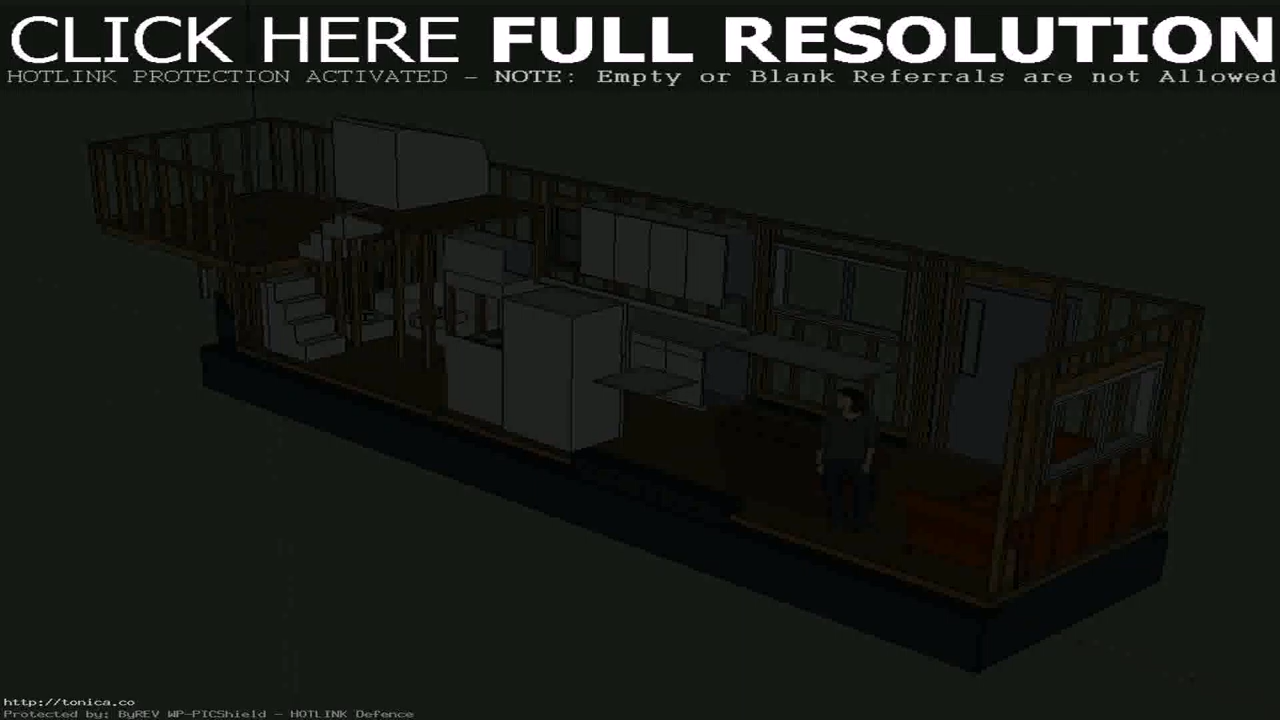 CLICK HERE FULL RESOLUTION
HOTLINK PROTECTION ACTIVATED - NOTE: Empty or Blank Referrals are not Allowed
http://tonica.co
Protected by: ByREV WP-PICShield - HOTLINK Defence